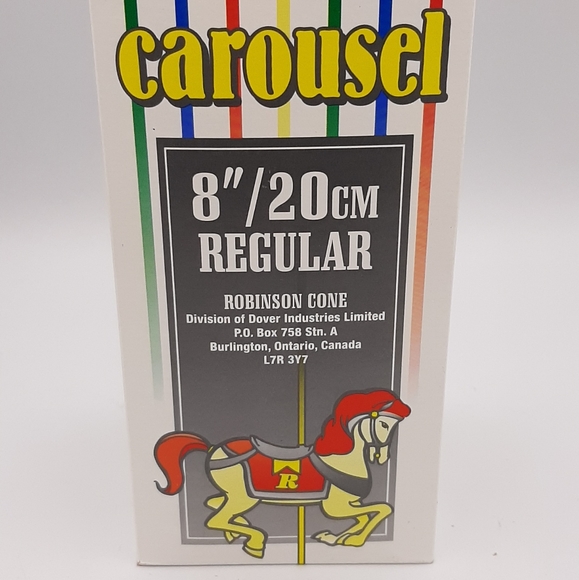 carousel
8"/20CM
REGULAR
ROBINSON CONE
Division of Dover Industries Limited
P.O. Box 758 Stn. A
Burlington, Ontario, Canada
L7R 3Y7
R